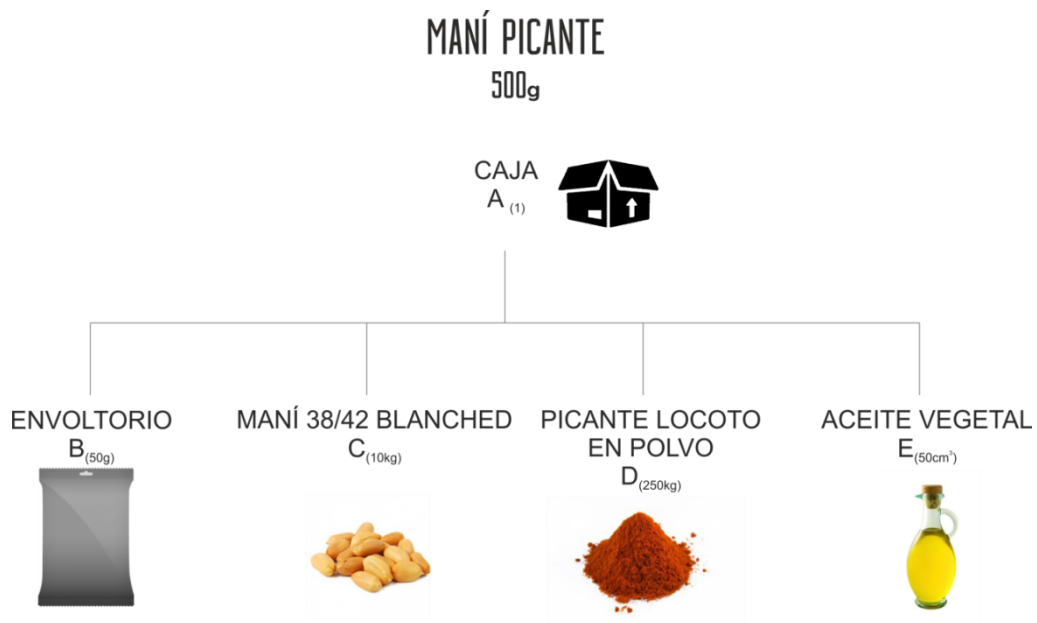 MANÍ PICANTE
500g
CAJA
A (1)
ENVOLTORIO
B(50g)
MANÍ 38/42 BLANCHED
C(10kg)
PICANTE LOCOTO
EN POLVO
D(250kg)
ACEITE VEGETAL
E(50cm³)